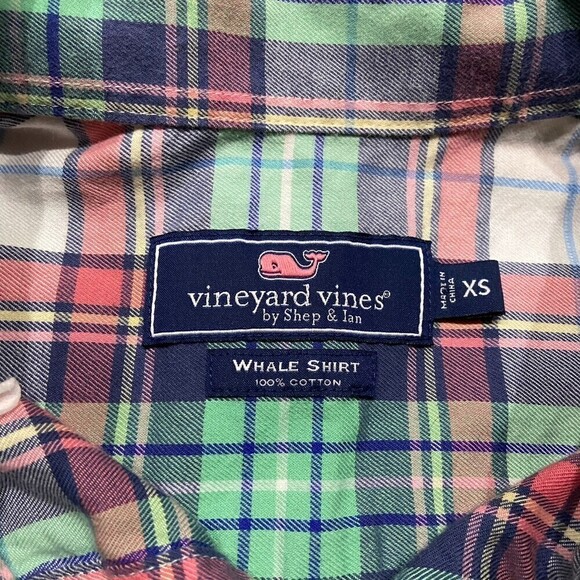 vineyard vines®
by Shep & Ian
MADE IN
CHINA
XS
WHALE SHIRT
100% COTTON